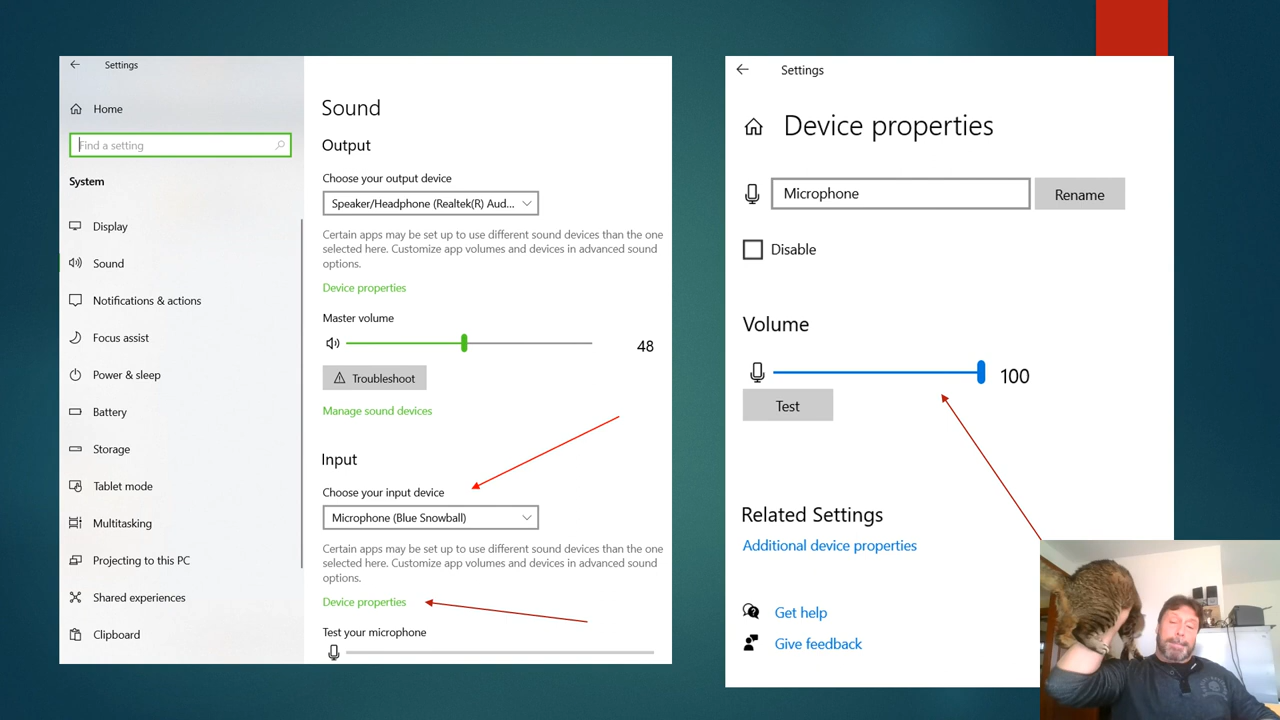 Settings
Home
Find a setting
System
Display
Sound
Notifications & actions
Focus assist
Power & sleep
Battery
Storage
Tablet mode
Multitasking
Projecting to this PC
Shared experiences
Clipboard
Sound
Output
Choose your output device
Speaker/Headphone (Realtek(R) Aud...
Certain apps may be set up to use different sound devices than the one
selected here. Customize app volumes and devices in advanced sound
options.
Device properties
Master volume
48
Troubleshoot
Manage sound devices
Input
Choose your input device
Microphone (Blue Snowball)
Certain apps may be set up to use different sound devices than the one
selected here. Customize app volumes and devices in advanced sound
options.
Device properties
Test your microphone
Settings
Device properties
Microphone
Rename
Disable
Volume
100
Test
Related Settings
Additional device properties
Get help
Give feedback